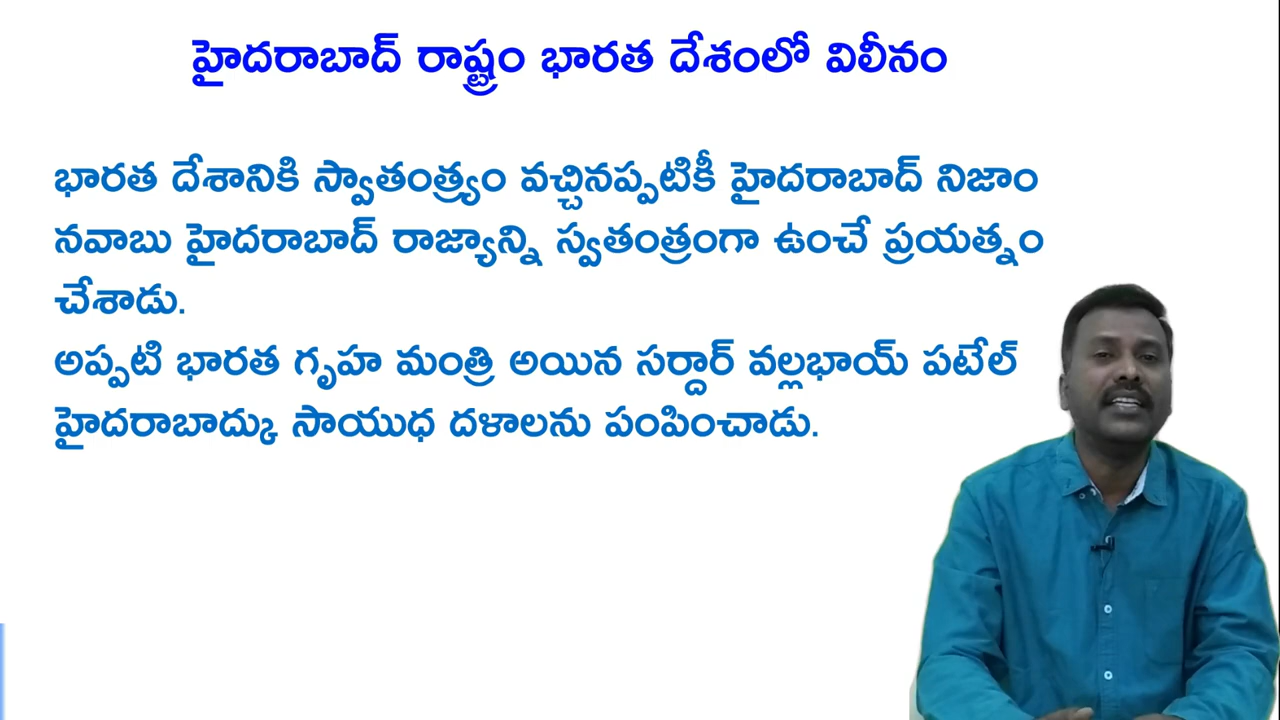 హైదరాబాద్ రాష్ట్రం భారత దేశంలో విలీనం
భారత దేశానికి స్వాతంత్ర్యం వచ్చినప్పటికీ హైదరాబాద్ నిజాం
నవాబు హైదరాబాద్ రాజ్యాన్ని స్వతంత్రంగా ఉంచే ప్రయత్నం
చేశాడు.
అప్పటి భారత గృహ మంత్రి అయిన సర్దార్ వల్లభాయ్ పటేల్
హైదరాబాద్కు సాయుధ దళాలను పంపించాడు.